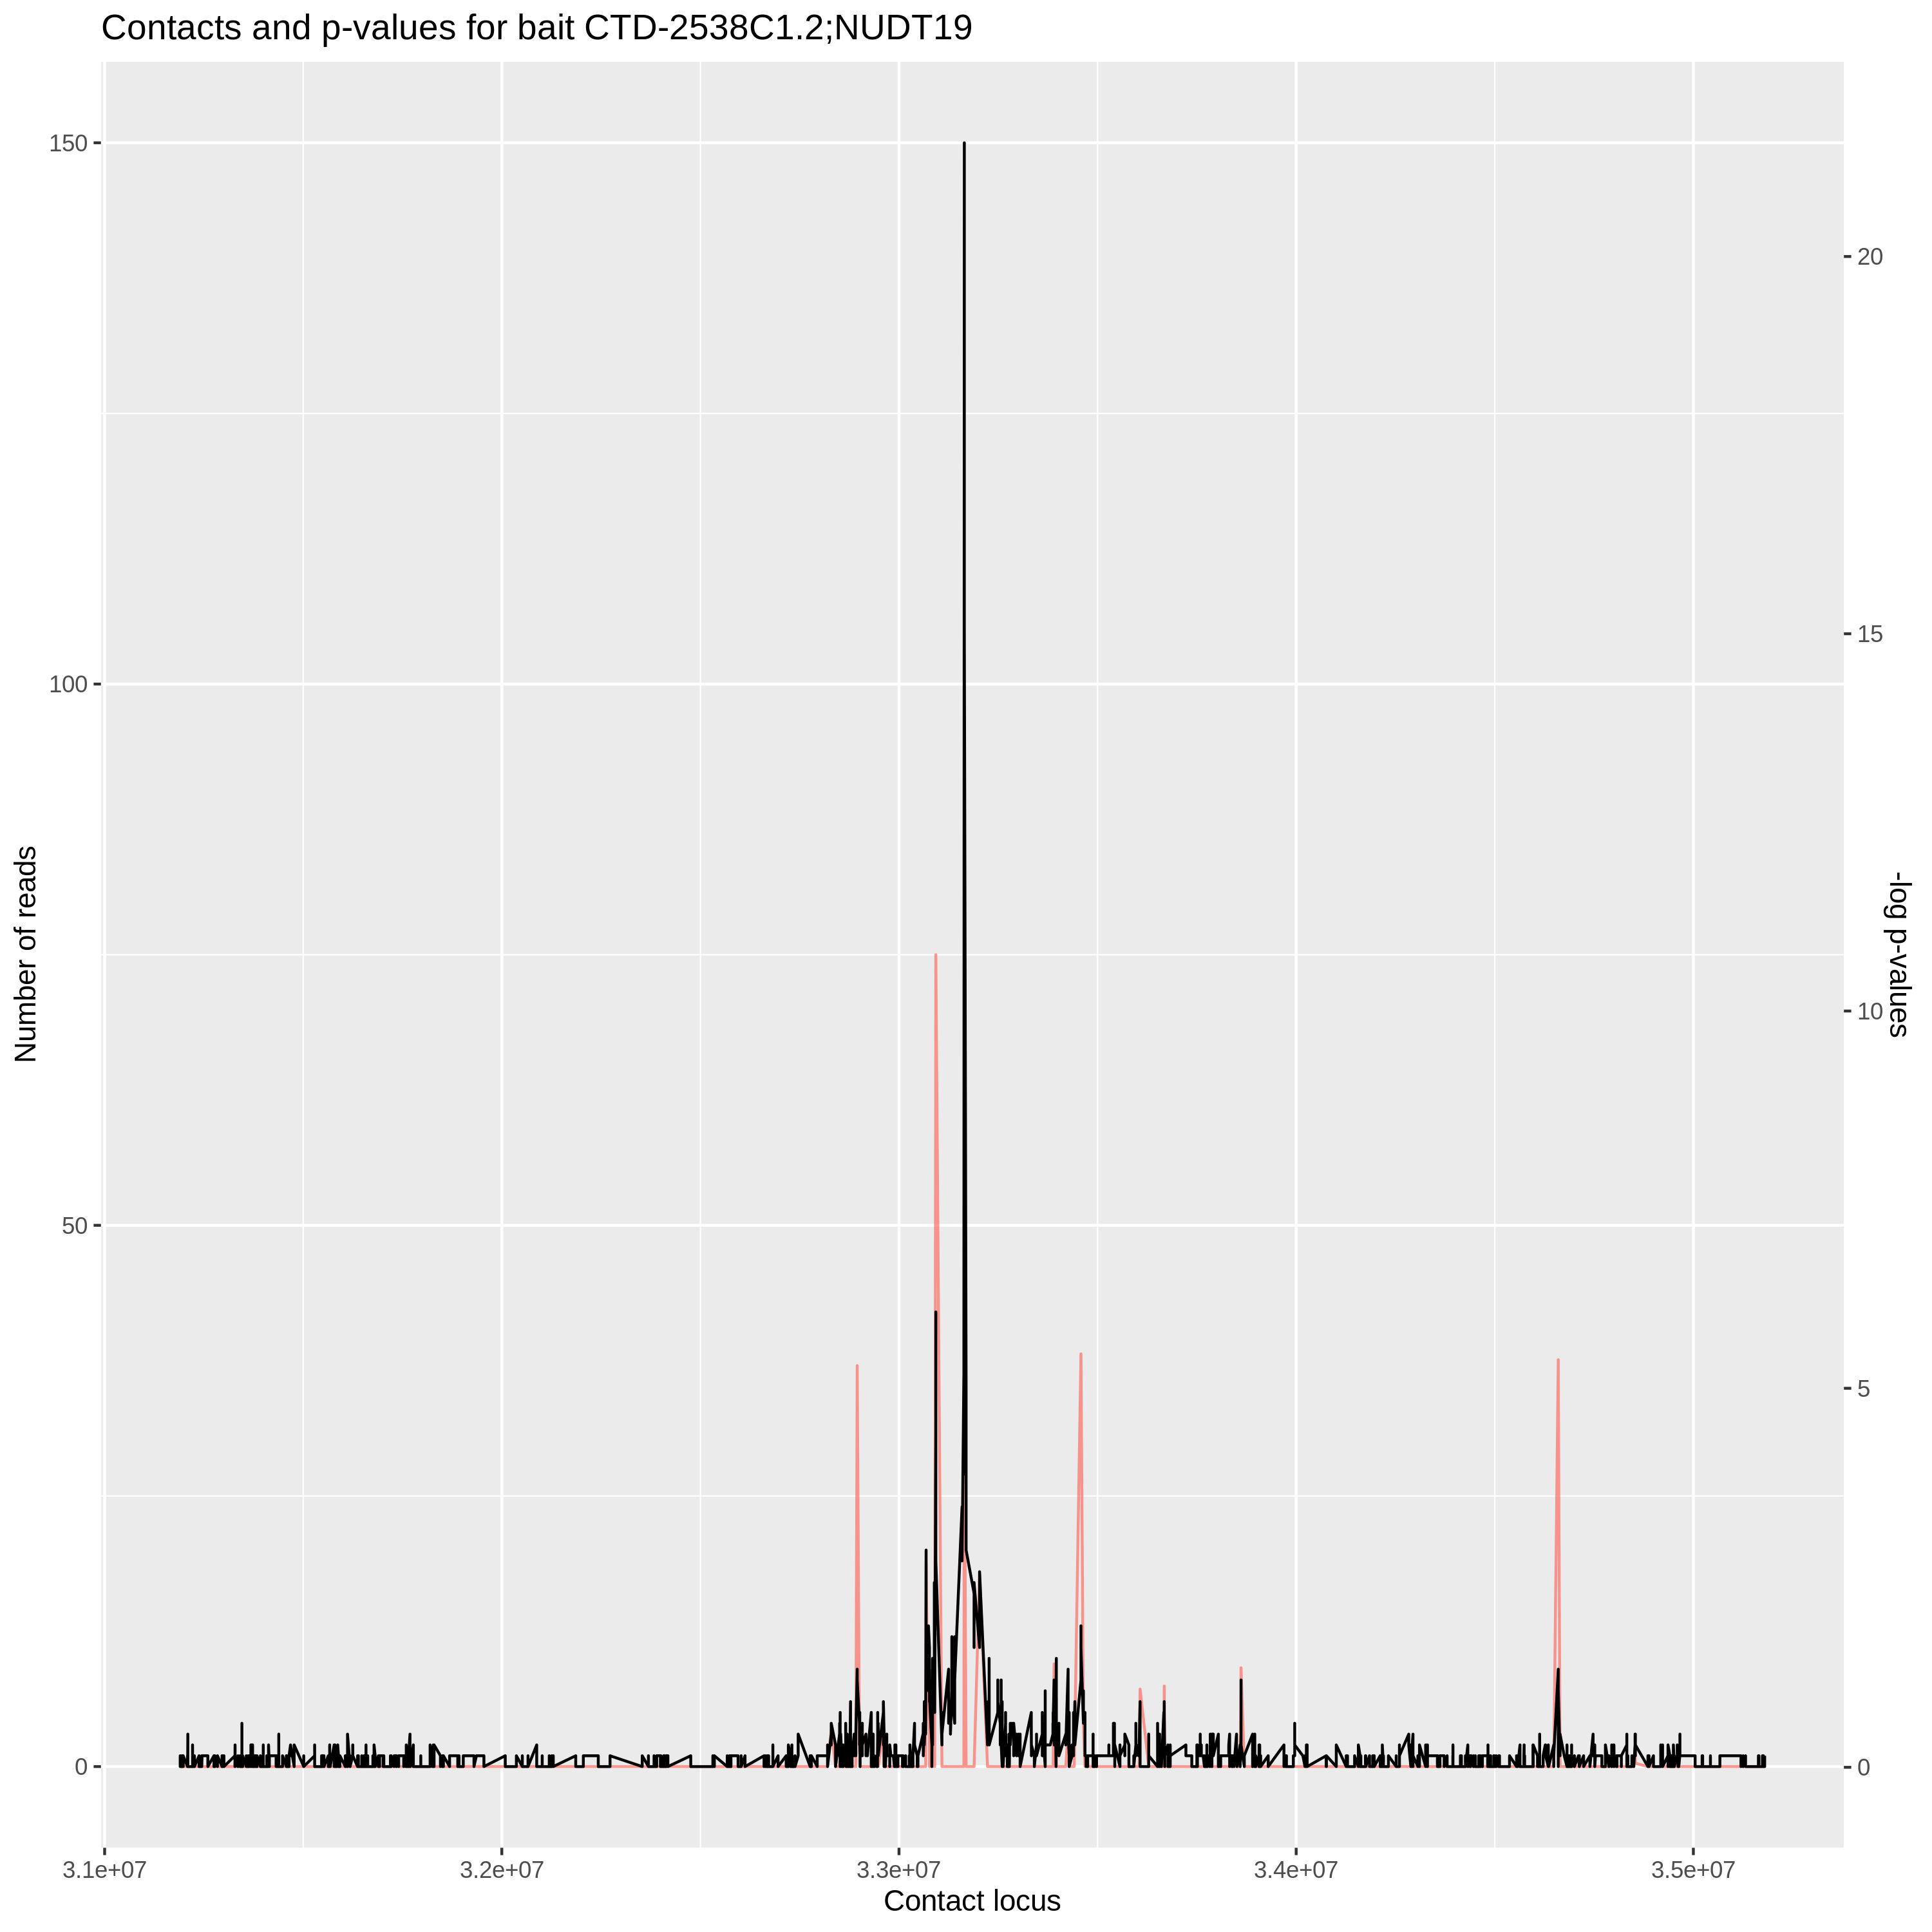 Contacts and p-values for bait CTD-2538C1.2;NUDT19
150
100
50
0
Number of reads
20
15
10
5
0
-log p-values
3.1e+07 3.2e+07 3.3e+07 3.4e+07 3.5e+07
Contact locus